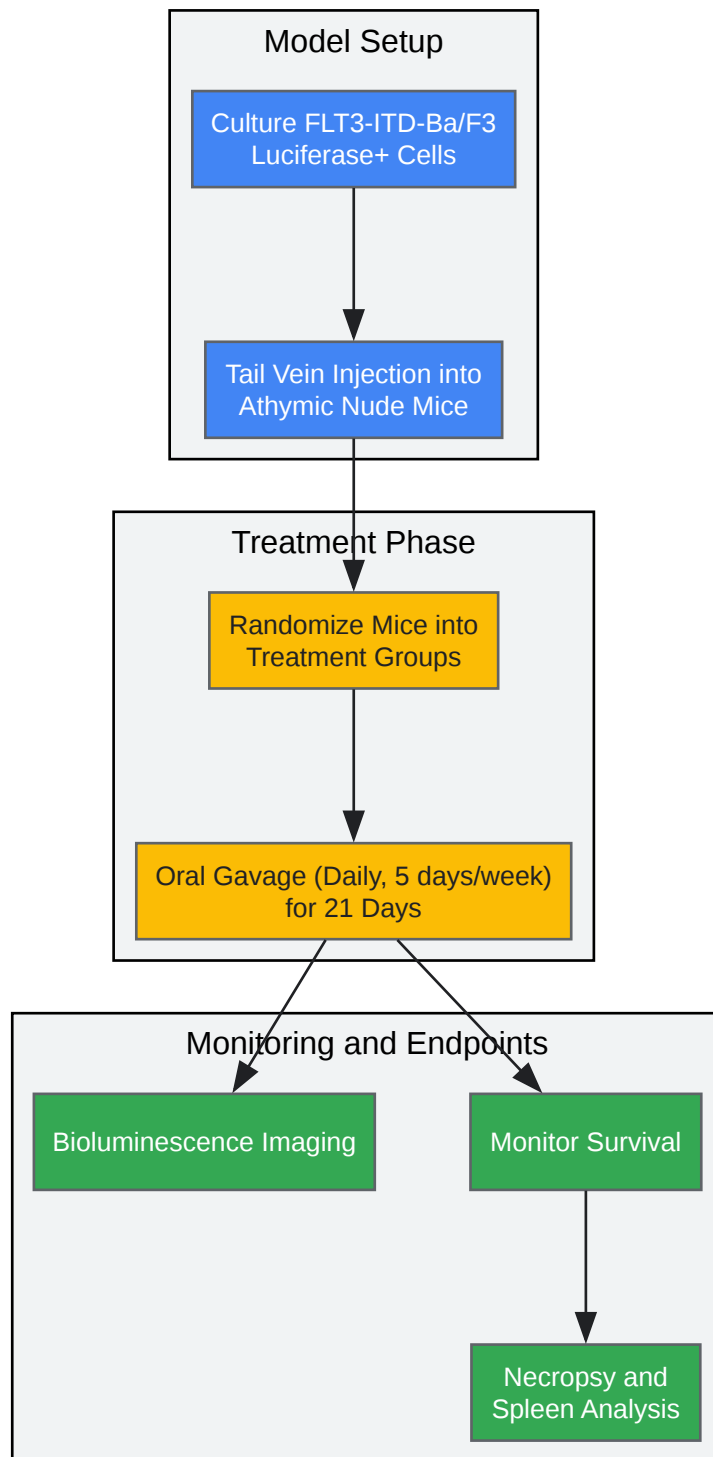 Model Setup
Culture FLT3-ITD-Ba/F3
Luciferase+ Cells
Tail Vein Injection into
Athymic Nude Mice
Treatment Phase
Randomize Mice into
Treatment Groups
Oral Gavage (Daily, 5 days/week)
for 21 Days
Monitoring and Endpoints
Bioluminescence Imaging
Monitor Survival
Necropsy and
Spleen Analysis